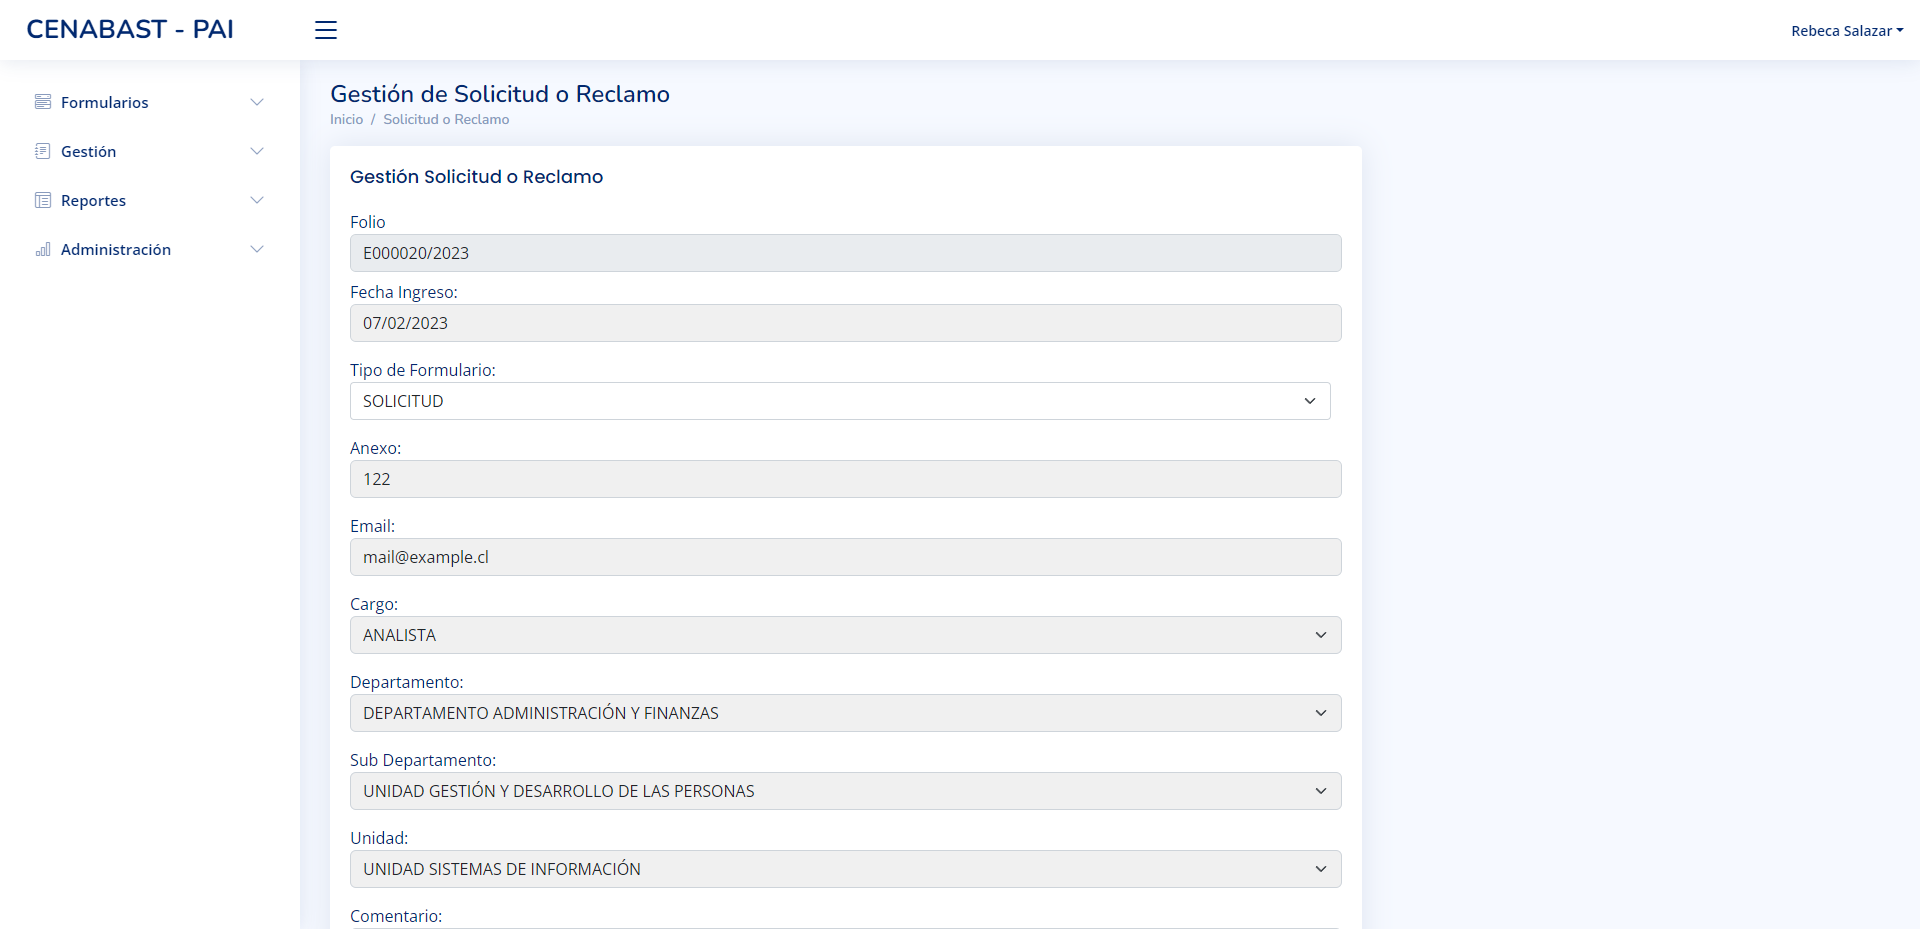 CENABAST - PAI
Rebeca Salazar
Formularios
Gestión
Reportes
Administración
Gestión de Solicitud o Reclamo
Inicio / Solicitud o Reclamo
Gestión Solicitud o Reclamo
Folio
E000020/2023
Fecha Ingreso:
07/02/2023
Tipo de Formulario:
SOLICITUD
Anexo:
122
Email:
mail@example.cl
Cargo:
ANALISTA
Departamento:
DEPARTAMENTO ADMINISTRACIÓN Y FINANZAS
Sub Departamento:
UNIDAD GESTIÓN Y DESARROLLO DE LAS PERSONAS
Unidad:
UNIDAD SISTEMAS DE INFORMACIÓN
Comentario: